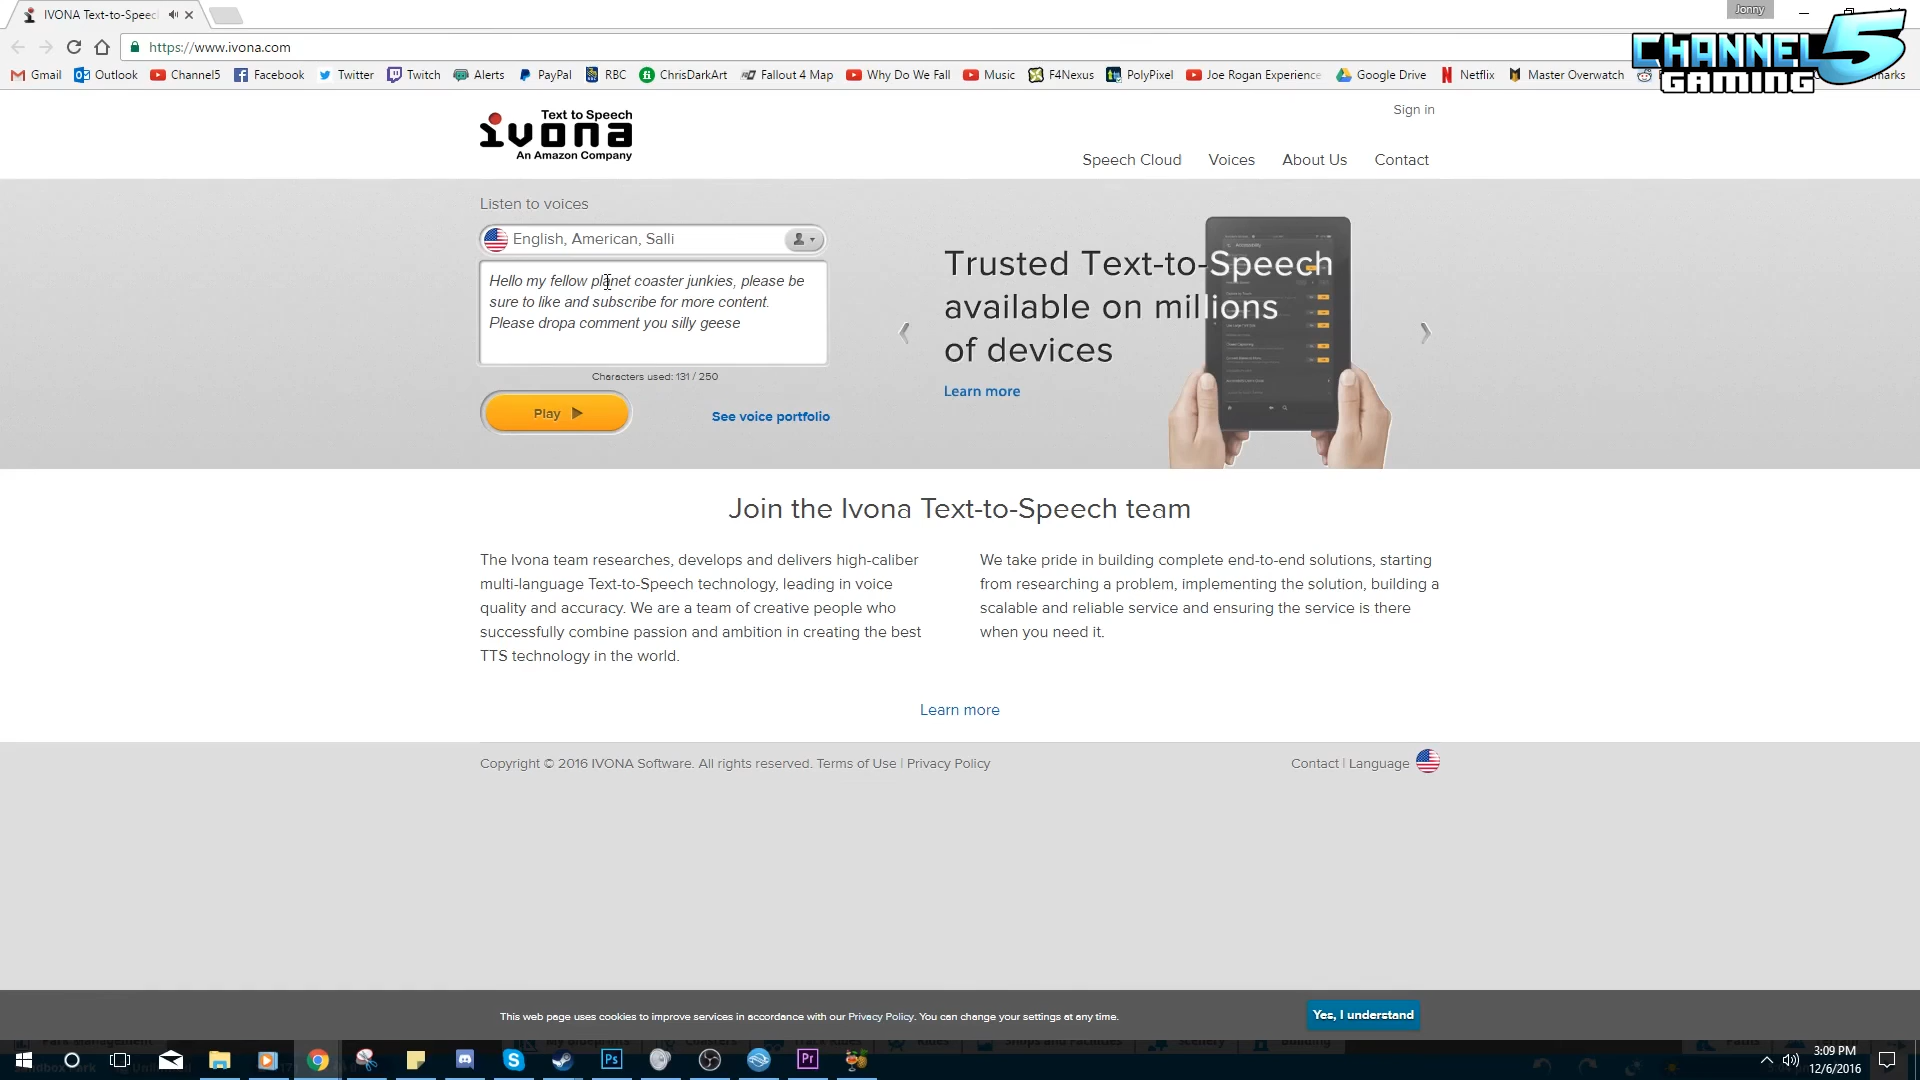 IVONA Text-to-Speech
Jonny
https://www.ivona.com
CHANNEL 5
GAMING
Gmail Outlook Channel5 Facebook Twitter Twitch Alerts PayPal RBC ChrisDarkArt Fallout 4 Map Why Do We Fall Music F4Nexus PolyPixel Joe Rogan Experience Google Drive Netflix Master Overwatch
Text to Speech
ivona
An Amazon Company
Sign in
Speech Cloud Voices About Us Contact
Listen to voices
English, American, Salli
Hello my fellow planet coaster junkies, please be
sure to like and subscribe for more content.
Please dropa comment you silly geese
Characters used: 131 / 250
Play
See voice portfolio
Trusted Text-to-Speech
available on millions
of devices
Learn more
Join the Ivona Text-to-Speech team
The Ivona team researches, develops and delivers high-caliber
multi-language Text-to-Speech technology, leading in voice
quality and accuracy. We are a team of creative people who
successfully combine passion and ambition in creating the best
TTS technology in the world.
We take pride in building complete end-to-end solutions, starting
from researching a problem, implementing the solution, building a
scalable and reliable service and ensuring the service is there
when you need it.
Learn more
Copyright © 2016 IVONA Software. All rights reserved. Terms of Use | Privacy Policy
Contact | Language
This web page uses cookies to improve services in accordance with our Privacy Policy. You can change your settings at any time.
Yes, I understand
3:09 PM
12/6/2016